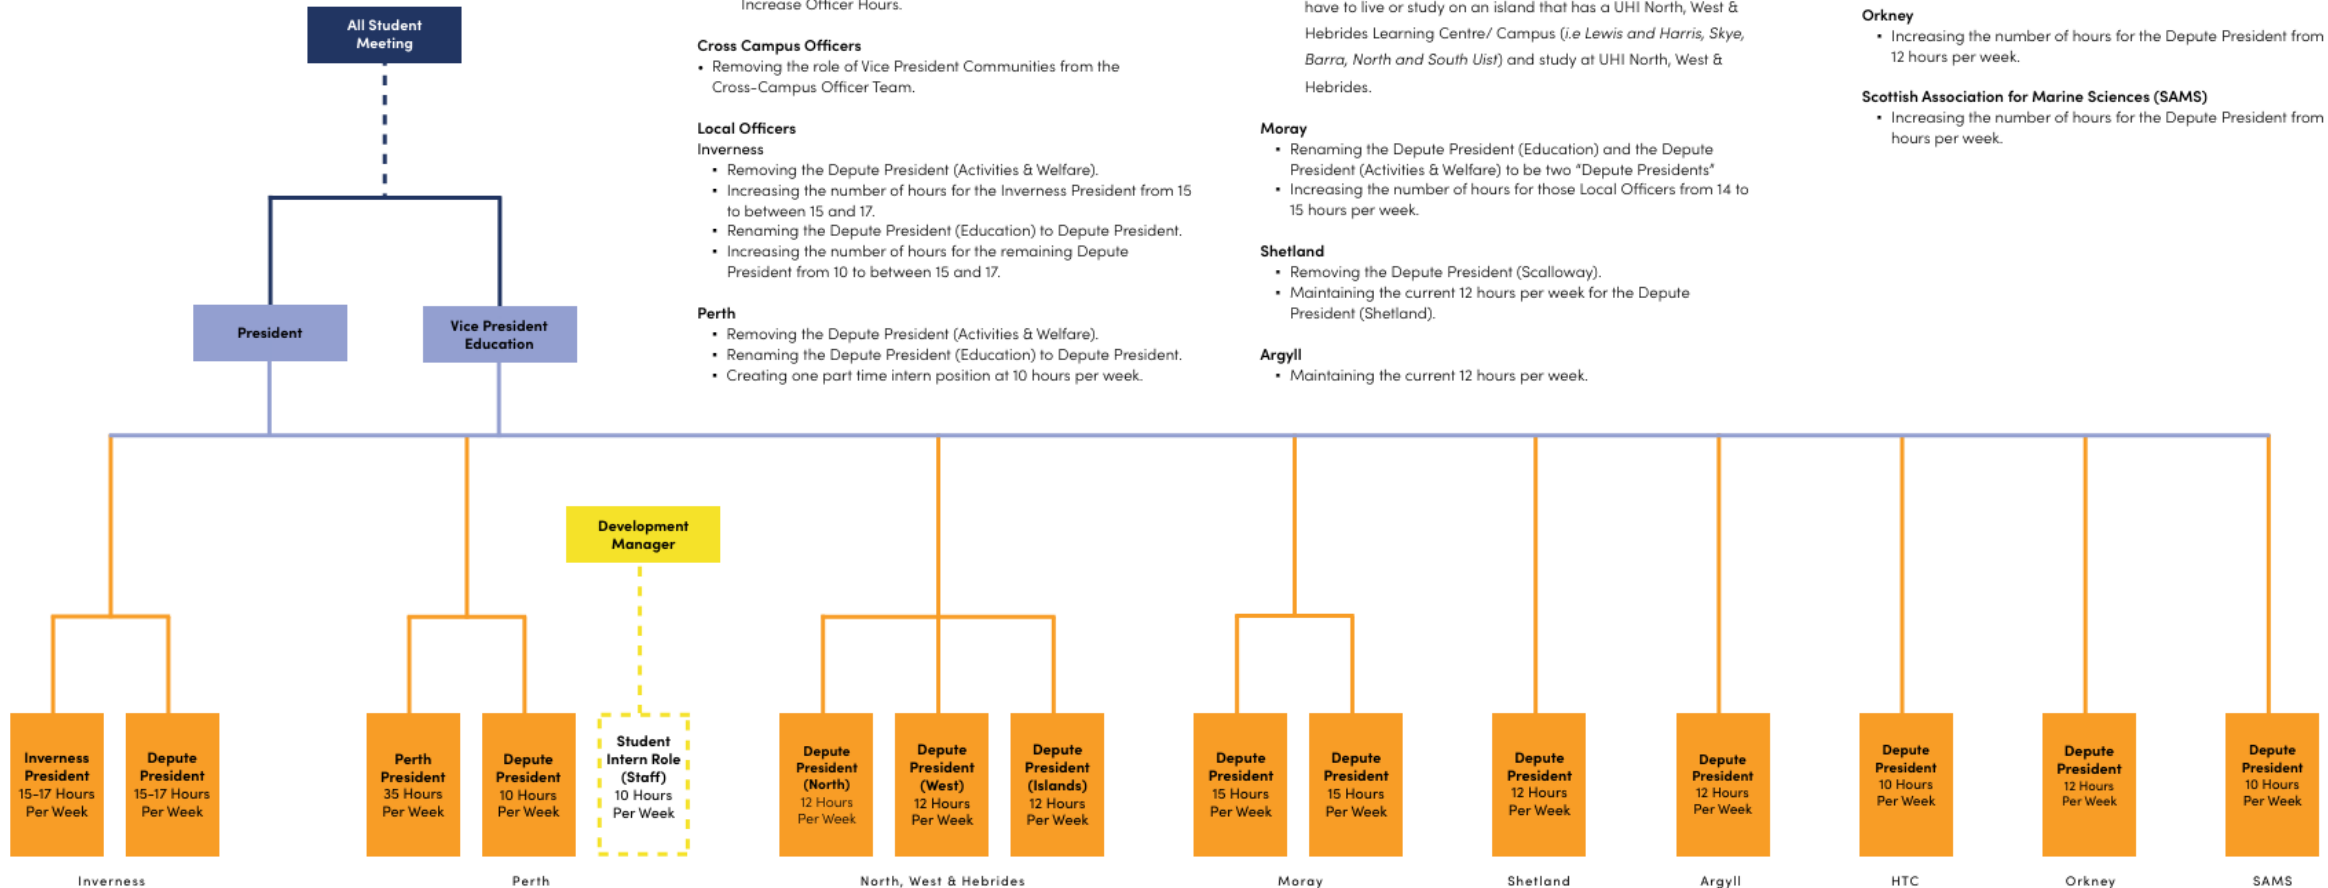 All Student
Meeting
President
Vice President
Education
Increase Officer Hours.
Cross Campus Officers
• Removing the role of Vice President Communities from the
Cross-Campus Officer Team.
Local Officers
Inverness
• Removing the Depute President (Activities & Welfare).
• Increasing the number of hours for the Inverness President from 15
to between 15 and 17.
• Renaming the Depute President (Education) to Depute President.
• Increasing the number of hours for the remaining Depute
President from 10 to between 15 and 17.
Perth
• Removing the Depute President (Activities & Welfare).
• Renaming the Depute President (Education) to Depute President.
• Creating one part time intern position at 10 hours per week.
have to live or study on an island that has a UHI North, West &
Hebrides Learning Centre/ Campus (i.e Lewis and Harris, Skye,
Barra, North and South Uist) and study at UHI North, West &
Hebrides.
Moray
• Renaming the Depute President (Education) and the Depute
President (Activities & Welfare) to be two “Depute Presidents”
• Increasing the number of hours for those Local Officers from 14 to
15 hours per week.
Shetland
• Removing the Depute President (Scalloway).
• Maintaining the current 12 hours per week for the Depute
President (Shetland).
Argyll
• Maintaining the current 12 hours per week.
Orkney
• Increasing the number of hours for the Depute President from
12 hours per week.
Scottish Association for Marine Sciences (SAMS)
• Increasing the number of hours for the Depute President from
hours per week.
Development
Manager
Inverness
President
15-17 Hours
Per Week
Depute
President
15-17 Hours
Per Week
Perth
President
35 Hours
Per Week
Depute
President
10 Hours
Per Week
Student
Intern Role
(Staff)
10 Hours
Per Week
Depute
President
(North)
12 Hours
Per Week
Depute
President
(West)
12 Hours
Per Week
Depute
President
(Islands)
12 Hours
Per Week
Depute
President
15 Hours
Per Week
Depute
President
15 Hours
Per Week
Depute
President
12 Hours
Per Week
Depute
President
12 Hours
Per Week
Depute
President
10 Hours
Per Week
Depute
President
12 Hours
Per Week
Depute
President
10 Hours
Per Week
Inverness
Perth
North, West & Hebrides
Moray
Shetland
Argyll
HTC
Orkney
SAMS